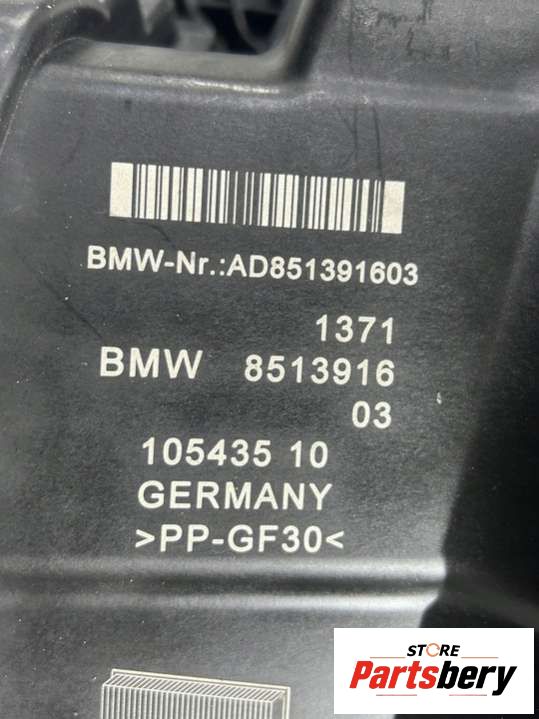 BMW-Nr.:AD851391603
1371
BMW 8513916
03
105435 10
GERMANY
>PP-GF30<
STORE
Partsbery